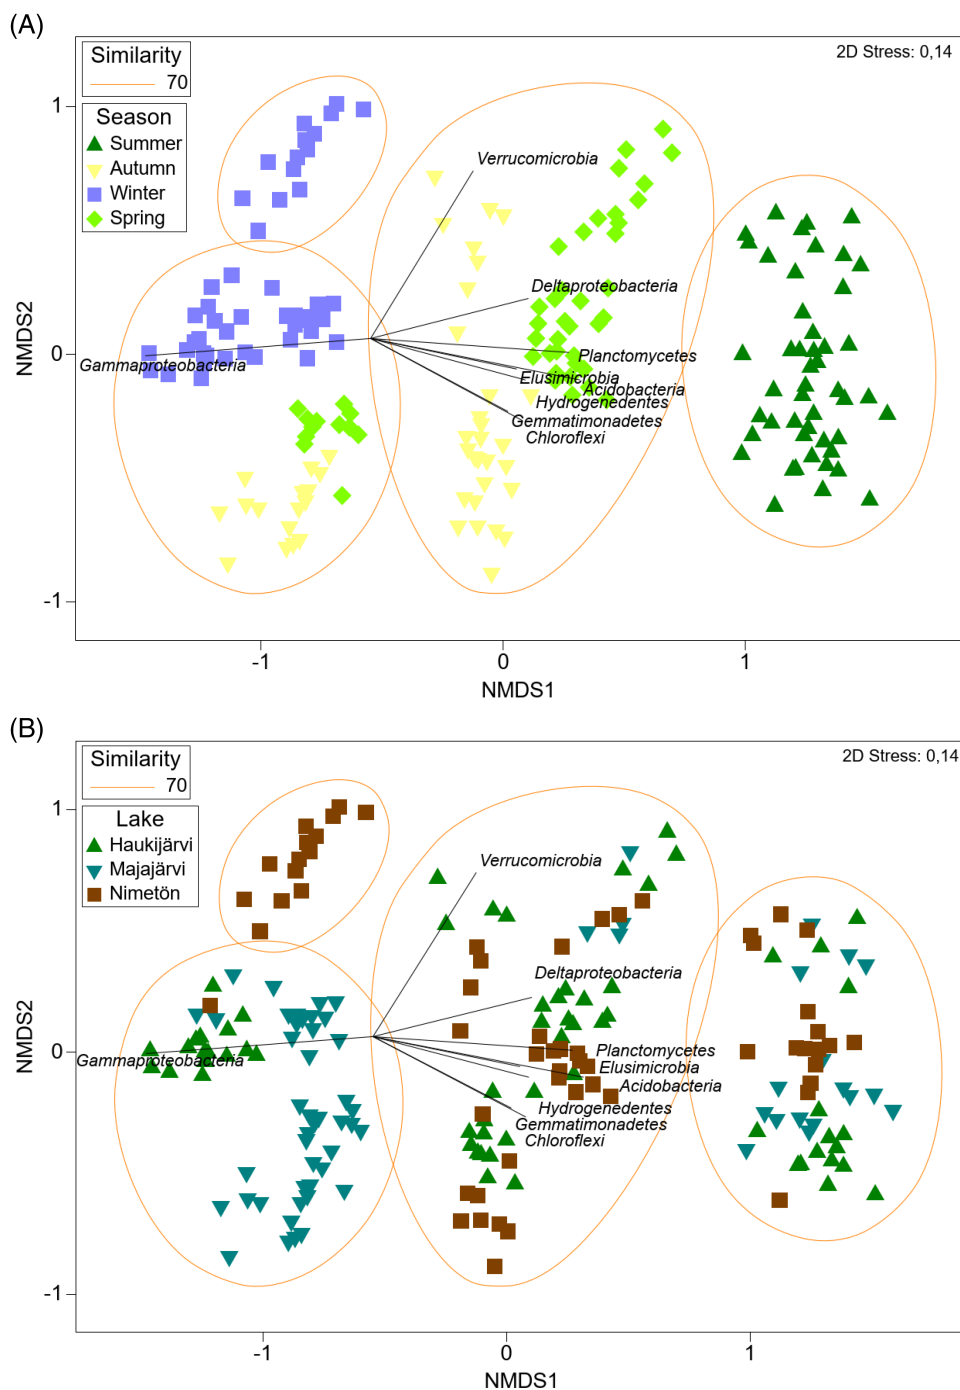 (A)
Similarity
70
2D Stress: 0,14
Season
Summer
Autumn
Winter
Spring
Verrucomicrobia
Deltaproteobacteria
Planctomycetes
Gammaproteobacteria
Elusimicrobia
Acidobacteria
Hydrogenedentes
Gemmatimonadetes
Chloroflexi
1
0
-1
NMDS2
-1
0
1
NMDS1
(B)
Similarity
70
2D Stress: 0,14
Lake
Haukijärvi
Majajärvi
Nimetön
Verrucomicrobia
Deltaproteobacteria
Planctomycetes
Gammaproteobacteria
Elusimicrobia
Acidobacteria
Hydrogenedentes
Gemmatimonadetes
Chloroflexi
1
0
-1
NMDS2
-1
0
1
NMDS1